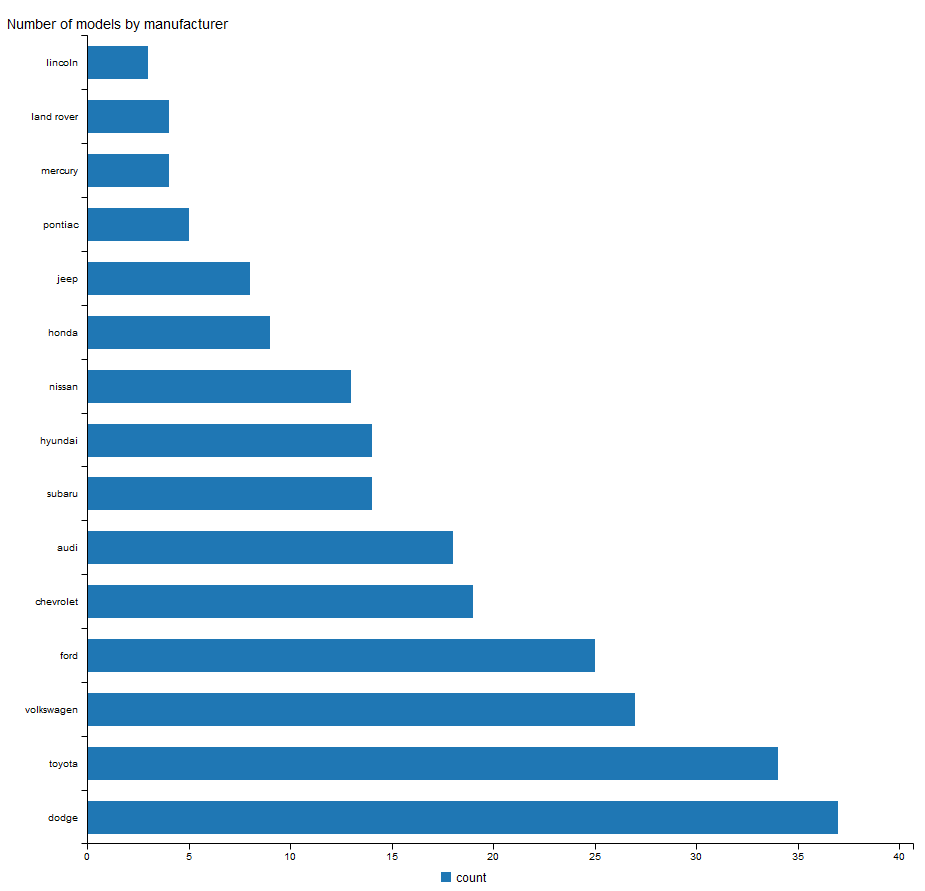 Number of models by manufacturer
lincoln
land rover
mercury
pontiac
jeep
honda
nissan
hyundai
subaru
audi
chevrolet
ford
volkswagen
toyota
dodge
0 5 10 15 20 25 30 35 40
count